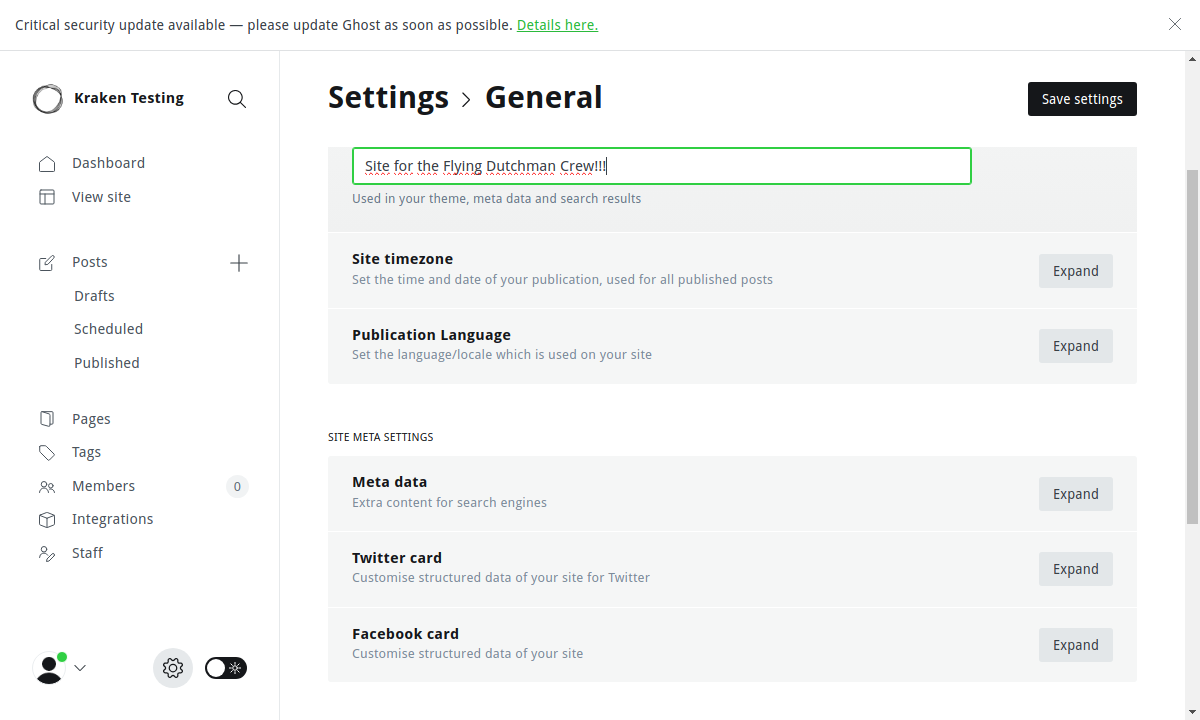 Critical security update available — please update Ghost as soon as possible. Details here.
Kraken Testing
Settings > General
Save settings
Dashboard
View site
Posts
Drafts
Scheduled
Published
Pages
Tags
Members 0
Integrations
Staff
Site for the Flying Dutchman Crew!!!
Used in your theme, meta data and search results
Site timezone
Set the time and date of your publication, used for all published posts
Expand
Publication Language
Set the language/locale which is used on your site
Expand
SITE META SETTINGS
Meta data
Extra content for search engines
Expand
Twitter card
Customise structured data of your site for Twitter
Expand
Facebook card
Customise structured data of your site
Expand